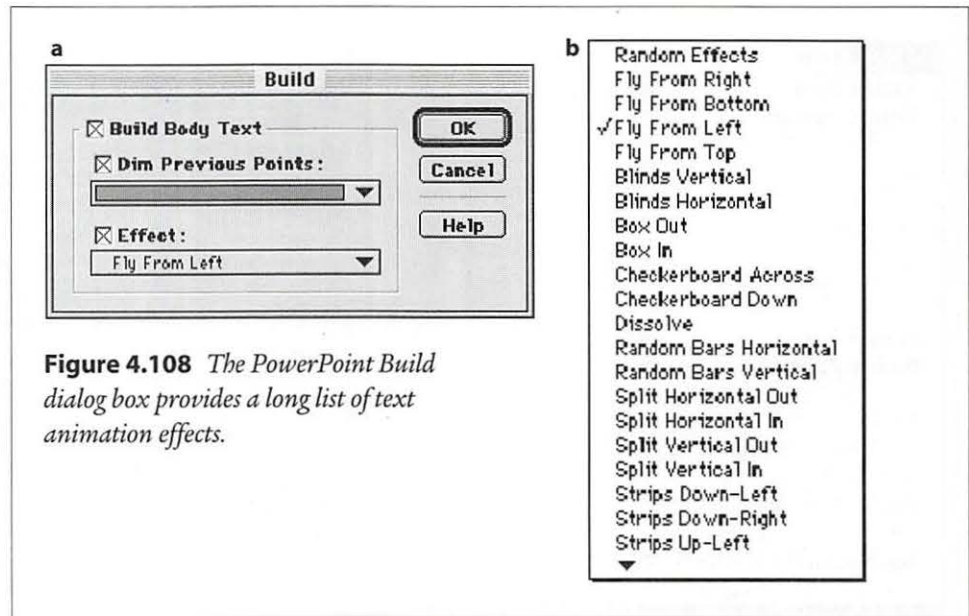 a
Build
Build Body Text
Dim Previous Points:
Effect:
Fly From Left
OK
Cancel
Help
Figure 4.108 The PowerPoint Build
dialog box provides a long list of text
animation effects.
b
Random Effects
Fly From Right
Fly From Bottom
√Fly From Left
Fly From Top
Blinds Vertical
Blinds Horizontal
Box Out
Box In
Checkerboard Across
Checkerboard Down
Dissolve
Random Bars Horizontal
Random Bars Vertical
Split Horizontal Out
Split Horizontal In
Split Vertical Out
Split Vertical In
Strips Down-Left
Strips Down-Right
Strips Up-Left